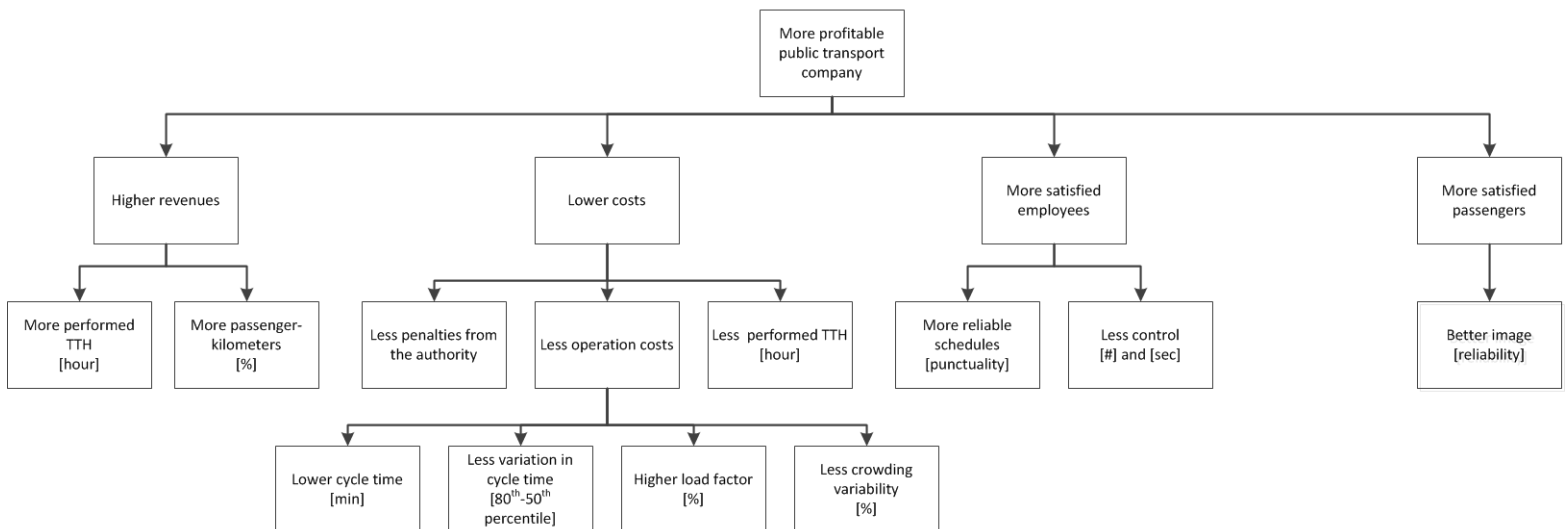 More profitable
public transport
company
Higher revenues
Lower costs
More satisfied
employees
More satisfied
passengers
More performed
TTH
[hour]
More passenger-
kilometers
[%]
Less penalties from
the authority
Less operation costs
Less performed TTH
[hour]
More reliable
schedules
[punctuality]
Less control
[#] and [sec]
Better image
[reliability]
Lower cycle time
[min]
Less variation in
cycle time
[80th-50th
percentile]
Higher load factor
[%]
Less crowding
variability
[%]